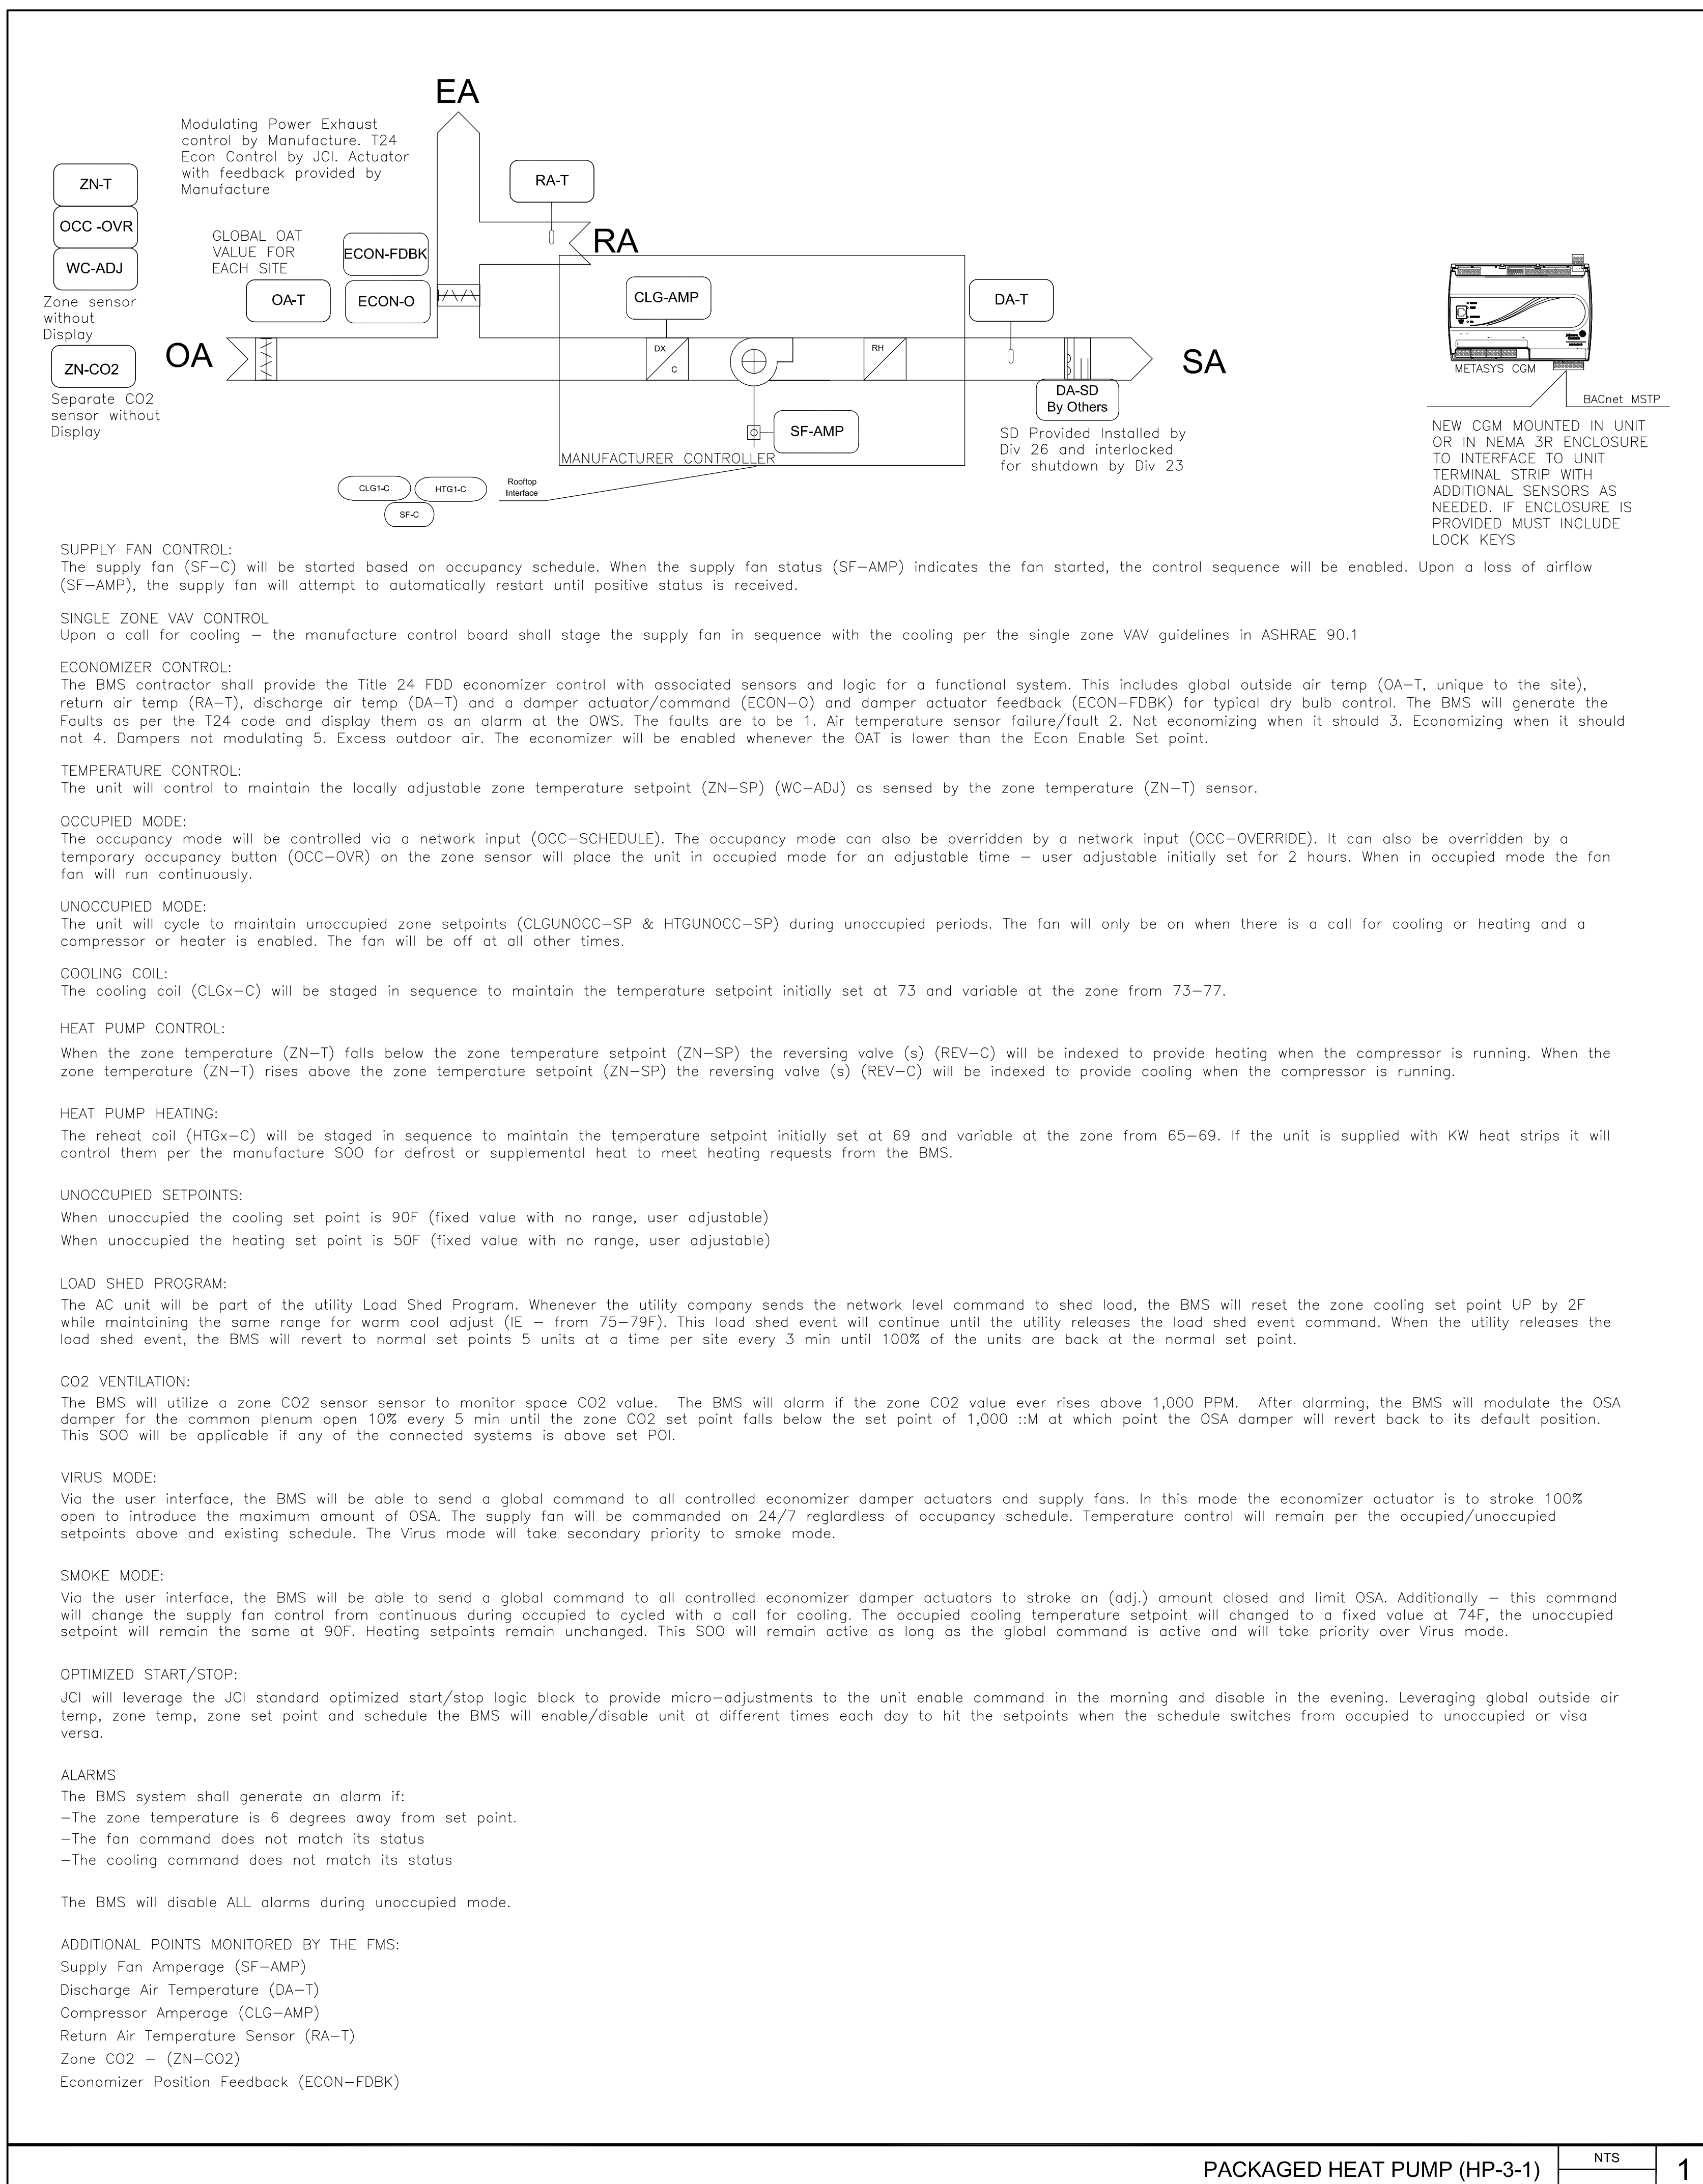 EA
Modulating Power Exhaust
control by Manufacture. T24
Econ Control by JCI. Actuator
with feedback provided by
Manufacture
ZN-T
OCC -OVR
WC-ADJ
Zone sensor
without
Display
ZN-CO2
Separate CO2
sensor without
Display
GLOBAL OAT
VALUE FOR
EACH SITE
OA-T
ECON-FDBK
ECON-O
RA-T
RA
OA
CLG-AMP
DX
C
RH
DA-T
SA
DA-SD
By Others
SD Provided Installed by
Div 26 and interlocked
for shutdown by Div 23
SF-AMP
MANUFACTURER CONTROLLER
CLG1-C
HTG1-C
SF-C
Rooftop
Interface
METASYS CGM
BACnet MSTP
NEW CGM MOUNTED IN UNIT
OR IN NEMA 3R ENCLOSURE
TO INTERFACE TO UNIT
TERMINAL STRIP WITH
ADDITIONAL SENSORS AS
NEEDED. IF ENCLOSURE IS
PROVIDED MUST INCLUDE
LOCK KEYS
SUPPLY FAN CONTROL:
The supply fan (SF-C) will be started based on occupancy schedule. When the supply fan status (SF-AMP) indicates the fan started, the control sequence will be enabled. Upon a loss of airflow
(SF-AMP), the supply fan will attempt to automatically restart until positive status is received.
SINGLE ZONE VAV CONTROL
Upon a call for cooling – the manufacture control board shall stage the supply fan in sequence with the cooling per the single zone VAV guidelines in ASHRAE 90.1
ECONOMIZER CONTROL:
The BMS contractor shall provide the Title 24 FDD economizer control with associated sensors and logic for a functional system. This includes global outside air temp (OA-T, unique to the site),
return air temp (RA-T), discharge air temp (DA-T) and a damper actuator/command (ECON-O) and damper actuator feedback (ECON-FDBK) for typical dry bulb control. The BMS will generate the
Faults as per the T24 code and display them as an alarm at the OWS. The faults are to be 1. Air temperature sensor failure/fault 2. Not economizing when it should 3. Economizing when it should
not 4. Dampers not modulating 5. Excess outdoor air. The economizer will be enabled whenever the OAT is lower than the Econ Enable Set point.
TEMPERATURE CONTROL:
The unit will control to maintain the locally adjustable zone temperature setpoint (ZN-SP) (WC-ADJ) as sensed by the zone temperature (ZN-T) sensor.
OCCUPIED MODE:
The occupancy mode will be controlled via a network input (OCC-SCHEDULE). The occupancy mode can also be overridden by a network input (OCC-OVERRIDE). It can also be overridden by a
temporary occupancy button (OCC-OVR) on the zone sensor will place the unit in occupied mode for an adjustable time – user adjustable initially set for 2 hours. When in occupied mode the fan
fan will run continuously.
UNOCCUPIED MODE:
The unit will cycle to maintain unoccupied zone setpoints (CLGUNOCC-SP & HTGUNOCC-SP) during unoccupied periods. The fan will only be on when there is a call for cooling or heating and a
compressor or heater is enabled. The fan will be off at all other times.
COOLING COIL:
The cooling coil (CLGx-C) will be staged in sequence to maintain the temperature setpoint initially set at 73 and variable at the zone from 73-77.
HEAT PUMP CONTROL:
When the zone temperature (ZN-T) falls below the zone temperature setpoint (ZN-SP) the reversing valve (s) (REV-C) will be indexed to provide heating when the compressor is running. When the
zone temperature (ZN-T) rises above the zone temperature setpoint (ZN-SP) the reversing valve (s) (REV-C) will be indexed to provide cooling when the compressor is running.
HEAT PUMP HEATING:
The reheat coil (HTGx-C) will be staged in sequence to maintain the temperature setpoint initially set at 69 and variable at the zone from 65-69. If the unit is supplied with KW heat strips it will
control them per the manufacture SOO for defrost or supplemental heat to meet heating requests from the BMS.
UNOCCUPIED SETPOINTS:
When unoccupied the cooling set point is 90F (fixed value with no range, user adjustable)
When unoccupied the heating set point is 50F (fixed value with no range, user adjustable)
LOAD SHED PROGRAM:
The AC unit will be part of the utility Load Shed Program. Whenever the utility company sends the network level command to shed load, the BMS will reset the zone cooling set point UP by 2F
while maintaining the same range for warm cool adjust (IE – from 75-79F). This load shed event will continue until the utility releases the load shed event command. When the utility releases the
load shed event, the BMS will revert to normal set points 5 units at a time per site every 3 min until 100% of the units are back at the normal set point.
CO2 VENTILATION:
The BMS will utilize a zone CO2 sensor sensor to monitor space CO2 value. The BMS will alarm if the zone CO2 value ever rises above 1,000 PPM. After alarming, the BMS will modulate the OSA
damper for the common plenum open 10% every 5 min until the zone CO2 set point falls below the set point of 1,000 ::M at which point the OSA damper will revert back to its default position.
This SOO will be applicable if any of the connected systems is above set POI.
VIRUS MODE:
Via the user interface, the BMS will be able to send a global command to all controlled economizer damper actuators and supply fans. In this mode the economizer actuator is to stroke 100%
open to introduce the maximum amount of OSA. The supply fan will be commanded on 24/7 reglardless of occupancy schedule. Temperature control will remain per the occupied/unoccupied
setpoints above and existing schedule. The Virus mode will take secondary priority to smoke mode.
SMOKE MODE:
Via the user interface, the BMS will be able to send a global command to all controlled economizer damper actuators to stroke an (adj.) amount closed and limit OSA. Additionally – this command
will change the supply fan control from continuous during occupied to cycled with a call for cooling. The occupied cooling temperature setpoint will changed to a fixed value at 74F, the unoccupied
setpoint will remain the same at 90F. Heating setpoints remain unchanged. This SOO will remain active as long as the global command is active and will take priority over Virus mode.
OPTIMIZED START/STOP:
JCI will leverage the JCI standard optimized start/stop logic block to provide micro-adjustments to the unit enable command in the morning and disable in the evening. Leveraging global outside air
temp, zone temp, zone set point and schedule the BMS will enable/disable unit at different times each day to hit the setpoints when the schedule switches from occupied to unoccupied or visa
versa.
ALARMS
The BMS system shall generate an alarm if:
-The zone temperature is 6 degrees away from set point.
-The fan command does not match its status
-The cooling command does not match its status
The BMS will disable ALL alarms during unoccupied mode.
ADDITIONAL POINTS MONITORED BY THE FMS:
Supply Fan Amperage (SF-AMP)
Discharge Air Temperature (DA-T)
Compressor Amperage (CLG-AMP)
Return Air Temperature Sensor (RA-T)
Zone CO2 – (ZN-CO2)
Economizer Position Feedback (ECON-FDBK)
PACKAGED HEAT PUMP (HP-3-1)
NTS
1